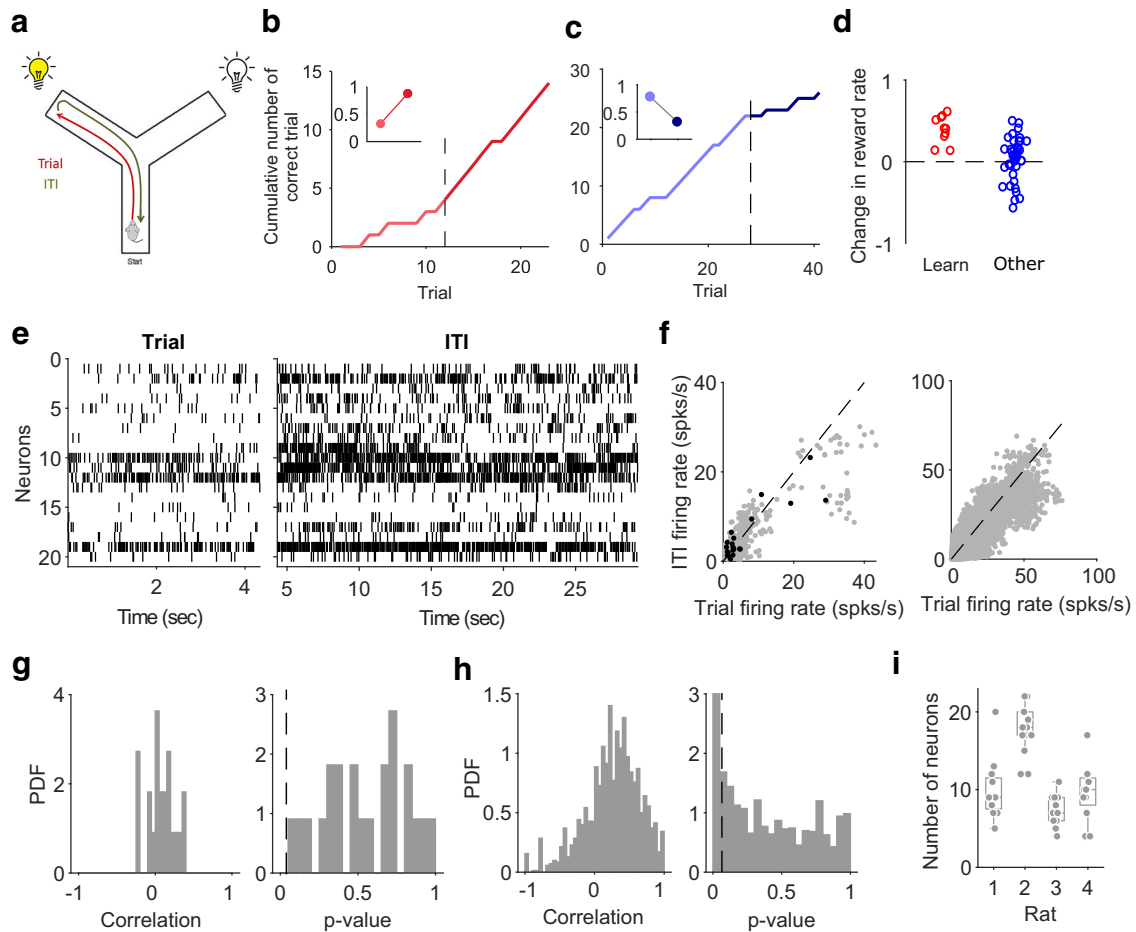 a
Trial
ITI
Start
b
Cumulative number of
correct trial
15
10
5
0
1
0.5
0
0
10
20
Trial
c
30
20
10
0
1
0.5
0
0
20
40
Trial
d
Change in reward rate
1
0
-1
Learn
Other
e
Trial
ITI
Neurons
0
5
10
15
20
2
4
Time (sec)
5
10
15
20
25
Time (sec)
f
ITI firing rate (spks/s)
40
20
0
0
20
40
Trial firing rate (spks/s)
100
50
0
0
50
100
Trial firing rate (spks/s)
g
PDF
4
2
0
-1
0
1
Correlation
3
2
1
0
0
0.5
1
p-value
h
PDF
1.5
1
0.5
0
-1
0
1
Correlation
3
2
1
0
0
0.5
1
p-value
i
Number of neurons
20
10
0
1
2
3
4
Rat